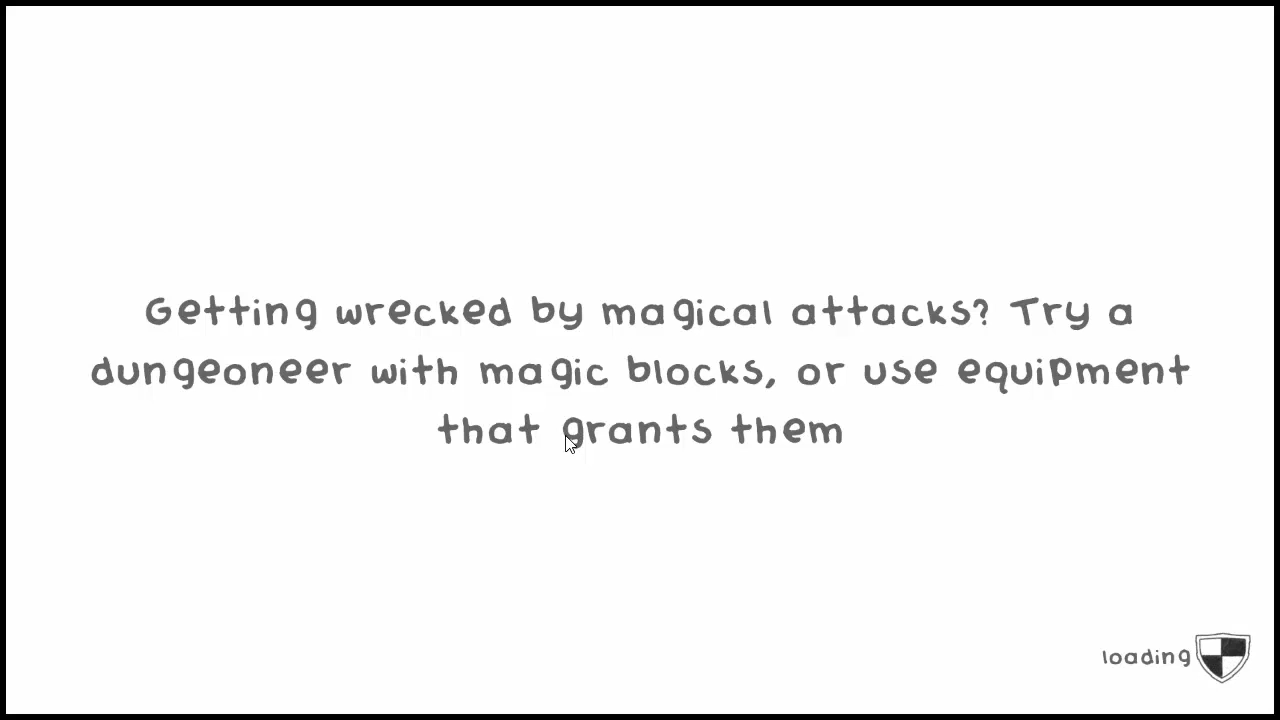 Getting wrecked by magical attacks? Try a
dungeoneer with magic blocks, or use equipment
that grants them
loading